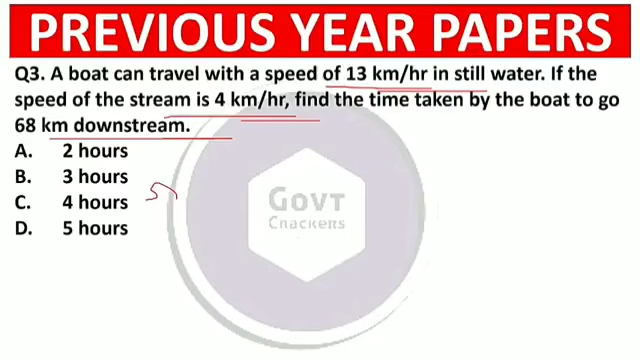 PREVIOUS YEAR PAPERS
Q3. A boat can travel with a speed of 13 km/hr in still water. If the
speed of the stream is 4 km/hr, find the time taken by the boat to go
68 km downstream.
A. 2 hours
B. 3 hours
C. 4 hours
D. 5 hours
GOVT
CRACKERS